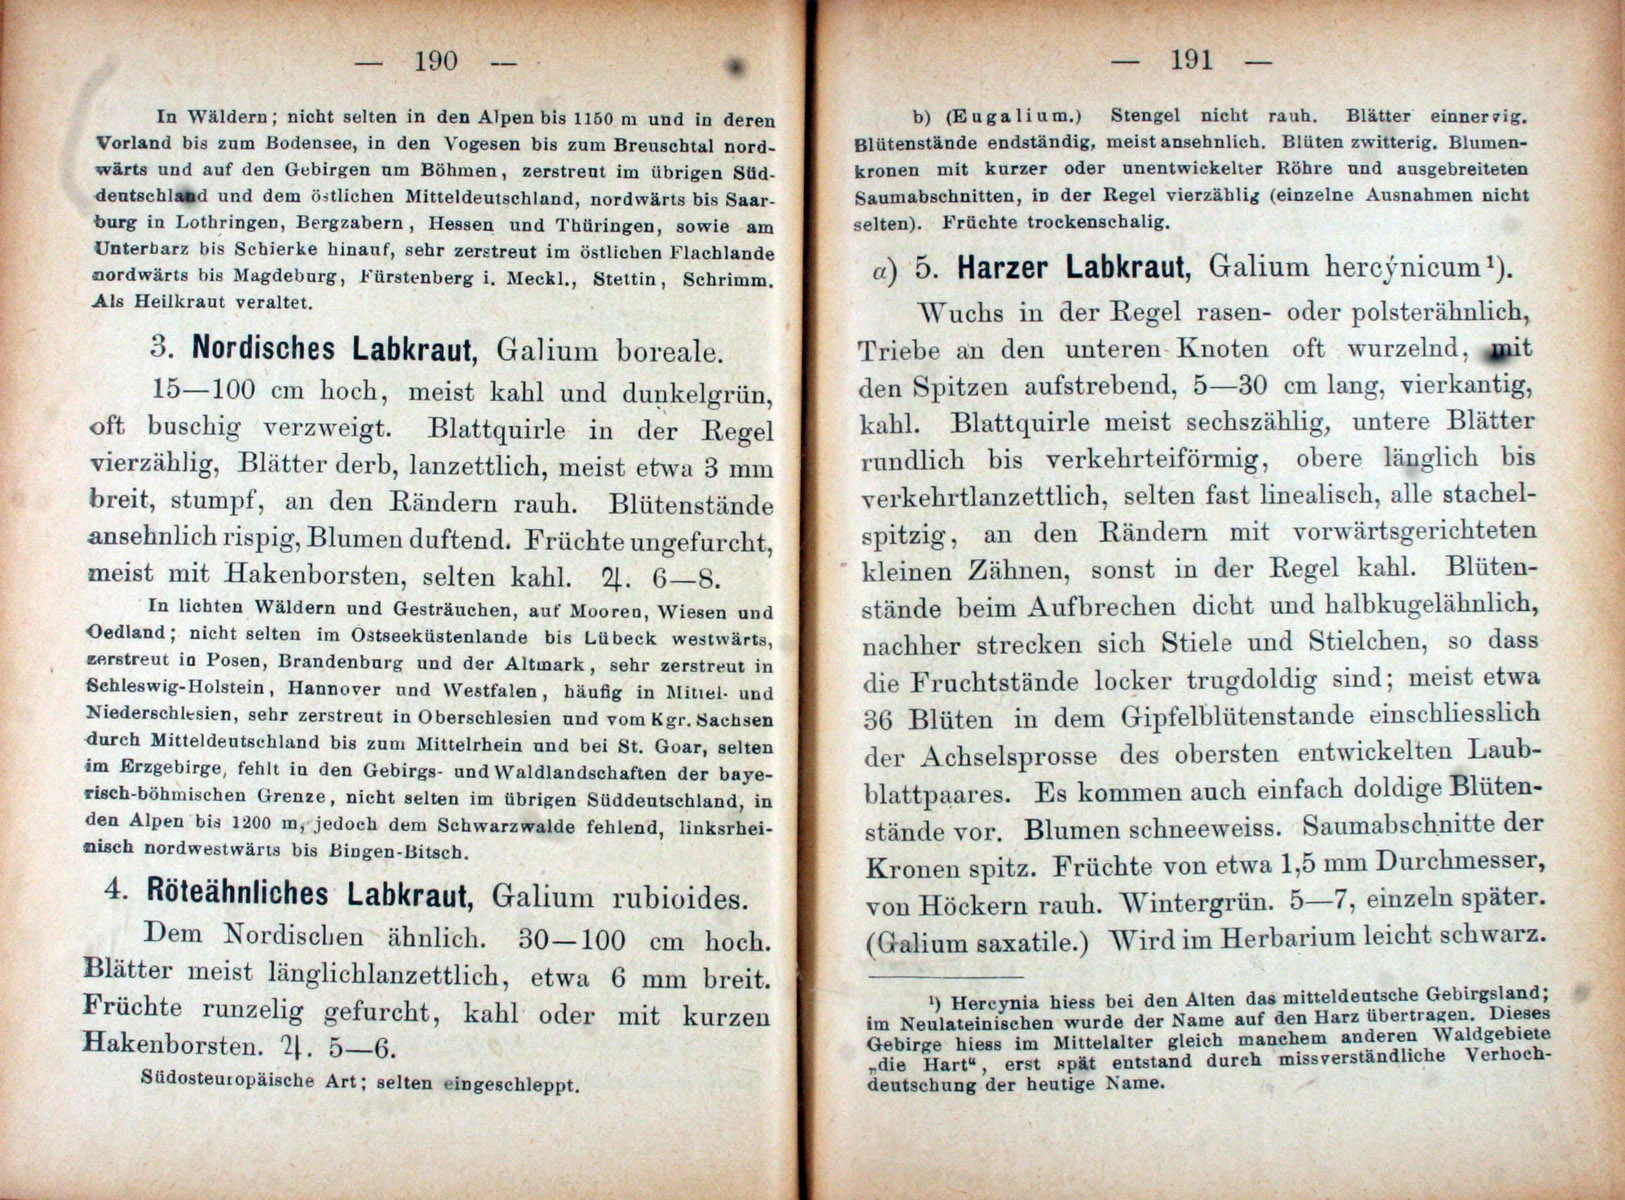 — 190 —
In Wäldern; nicht selten in den Alpen bis 1150 m und in deren
Vorland bis zum Bodensee, in den Vogesen bis zum Breuschtal nord-
wärts und auf den Gebirgen um Böhmen, zerstreut im übrigen Süd-
deutschland und dem östlichen Mitteldeutschland, nordwärts bis Saar-
burg in Lothringen, Bergzabern, Hessen und Thüringen, sowie am
Unterharz bis Schierke hinauf, sehr zerstreut im östlichen Flachlande
nordwärts bis Magdeburg, Fürstenberg i. Meckl., Stettin, Schrimm.
Als Heilkraut veraltet.
3. Nordisches Labkraut, Galium boreale.
15—100 cm hoch, meist kahl und dunkelgrün,
oft buschig verzweigt. Blattquirle in der Regel
vierzählig, Blätter derb, lanzettlich, meist etwa 3 mm
breit, stumpf, an den Rändern rauh. Blütenstände
ansehnlich rispig, Blumen duftend. Früchte ungefurcht,
meist mit Hakenborsten, selten kahl. ♃. 6—8.
In lichten Wäldern und Gesträuchen, auf Mooren, Wiesen und
Oedland; nicht selten im Ostseeküstenlande bis Lübeck westwärts,
zerstreut in Posen, Brandenburg und der Altmark, sehr zerstreut in
Schleswig-Holstein, Hannover und Westfalen, häufig in Mittel- und
Niederschlesien, sehr zerstreut in Oberschlesien und vom Kgr. Sachsen
durch Mitteldeutschland bis zum Mittelrhein und bei St. Goar, selten
im Erzgebirge, fehlt in den Gebirgs- und Waldlandschaften der baye-
risch-böhmischen Grenze, nicht selten im übrigen Süddeutschland, in
den Alpen bis 1200 m, jedoch dem Schwarzwalde fehlend, linksrhei-
nisch nordwestwärts bis Bingen-Bitsch.
4. Röteähnliches Labkraut, Galium rubioides.
Dem Nordischen ähnlich. 30—100 cm hoch.
Blätter meist länglichlanzettlich, etwa 6 mm breit.
Früchte runzelig gefurcht, kahl oder mit kurzen
Hakenborsten. ♃. 5—6.
Südosteuropäische Art; selten eingeschleppt.
— 191 —
b) (Eugalium.) Stengel nicht rauh. Blätter einnervig.
Blütenstände endständig, meist ansehnlich. Blüten zwitterig. Blumen-
kronen mit kurzer oder unentwickelter Röhre und ausgebreiteten
Saumabschnitten, in der Regel vierzählig (einzelne Ausnahmen nicht
selten). Früchte trockenschalig.
α) 5. Harzer Labkraut, Galium hercýnicum¹).
Wuchs in der Regel rasen- oder polsterähnlich,
Triebe an den unteren Knoten oft wurzelnd, mit
den Spitzen aufstrebend, 5—30 cm lang, vierkantig,
kahl. Blattquirle meist sechszählig, untere Blätter
rundlich bis verkehrteiförmig, obere länglich bis
verkehrtlanzettlich, selten fast linealisch, alle stachel-
spitzig, an den Rändern mit vorwärtsgerichteten
kleinen Zähnen, sonst in der Regel kahl. Blüten-
stände beim Aufbrechen dicht und halbkugelähnlich,
nachher strecken sich Stiele und Stielchen, so dass
die Fruchtstände locker trugdoldig sind; meist etwa
36 Blüten in dem Gipfelblütenstande einschliesslich
der Achselsprosse des obersten entwickelten Laub-
blattpaares. Es kommen auch einfach doldige Blüten-
stände vor. Blumen schneeweiss. Saumabschnitte der
Kronen spitz. Früchte von etwa 1,5 mm Durchmesser,
von Höckern rauh. Wintergrün. 5—7, einzeln später.
(Galium saxatile.) Wird im Herbarium leicht schwarz.
¹) Hercynia hiess bei den Alten das mitteldeutsche Gebirgsland;
im Neulateinischen wurde der Name auf den Harz übertragen. Dieses
Gebirge hiess im Mittelalter gleich manchem anderen Waldgebiete
„die Hart“, erst spät entstand durch missverständliche Verhoch-
deutschung der heutige Name.